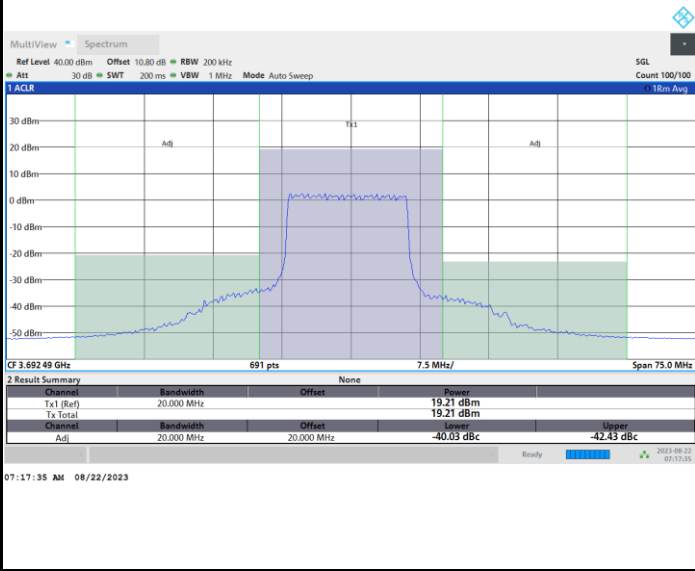 MultiView Spectrum
Ref Level 40.00 dBm Offset 10.80 dB RBW 200 kHz SGL
Att 30 dB SWT 200 ms VBW 1 MHz Mode Auto Sweep Count 100/100
1 ACLR 1Rm Avg
30 dBm
Tx1
20 dBm
Adj Adj
10 dBm
0 dBm
-10 dBm
-20 dBm
-30 dBm
-40 dBm
-50 dBm
CF 3.692 49 GHz 691 pts 7.5 MHz/ Span 75.0 MHz
2 Result Summary None
Channel Bandwidth Offset Power
Tx1 (Ref) 20.000 MHz 19.21 dBm
Tx Total 19.21 dBm
Channel Bandwidth Offset Lower Upper
Adj 20.000 MHz 20.000 MHz -40.03 dBc -42.43 dBc
Ready 2023-08-22
07:17:35
07:17:35 AM 08/22/2023